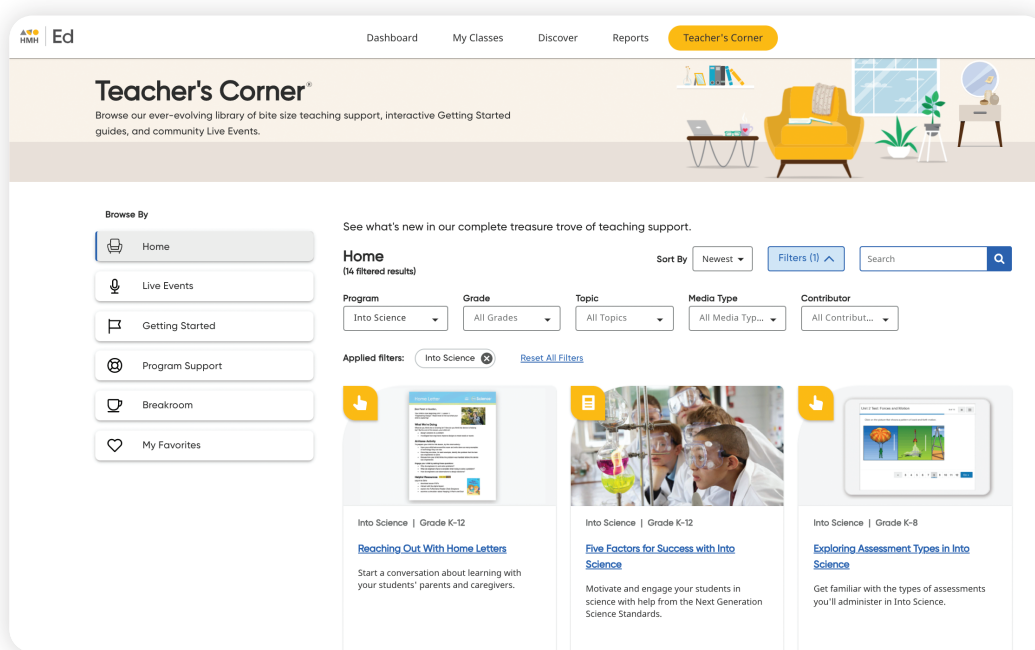 HMH Ed
Dashboard
My Classes
Discover
Reports
Teacher's Corner
Teacher's Corner®
Browse our ever-evolving library of bite size teaching support, interactive Getting Started
guides, and community Live Events.
Browse By
Home
Live Events
Getting Started
Program Support
Breakroom
My Favorites
See what's new in our complete treasure trove of teaching support.
Home
(14 filtered results)
Sort By
Newest
Filters (1)
Search
Program
Grade
Topic
Media Type
Contributor
Into Science
All Grades
All Topics
All Media Typ...
All Contribut...
Applied filters:
Into Science
Reset All Filters
Into Science | Grade K-12
Reaching Out With Home Letters
Start a conversation about learning with
your students' parents and caregivers.
Into Science | Grade K-12
Five Factors for Success with Into
Science
Motivate and engage your students in
science with help from the Next Generation
Science Standards.
Unit 2 Test: Forces and Motion
Into Science | Grade K-8
Exploring Assessment Types in Into
Science
Get familiar with the types of assessments
you'll administer in Into Science.